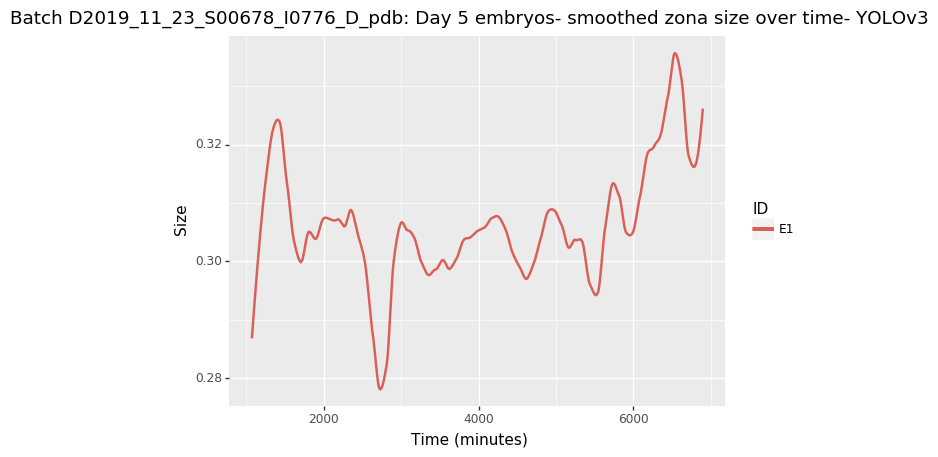 Batch D2019_11_23_S00678_I0776_D_pdb: Day 5 embryos- smoothed zona size over time- YOLOv3
Size
0.32
0.30
0.28
2000
4000
6000
Time (minutes)
ID
E1